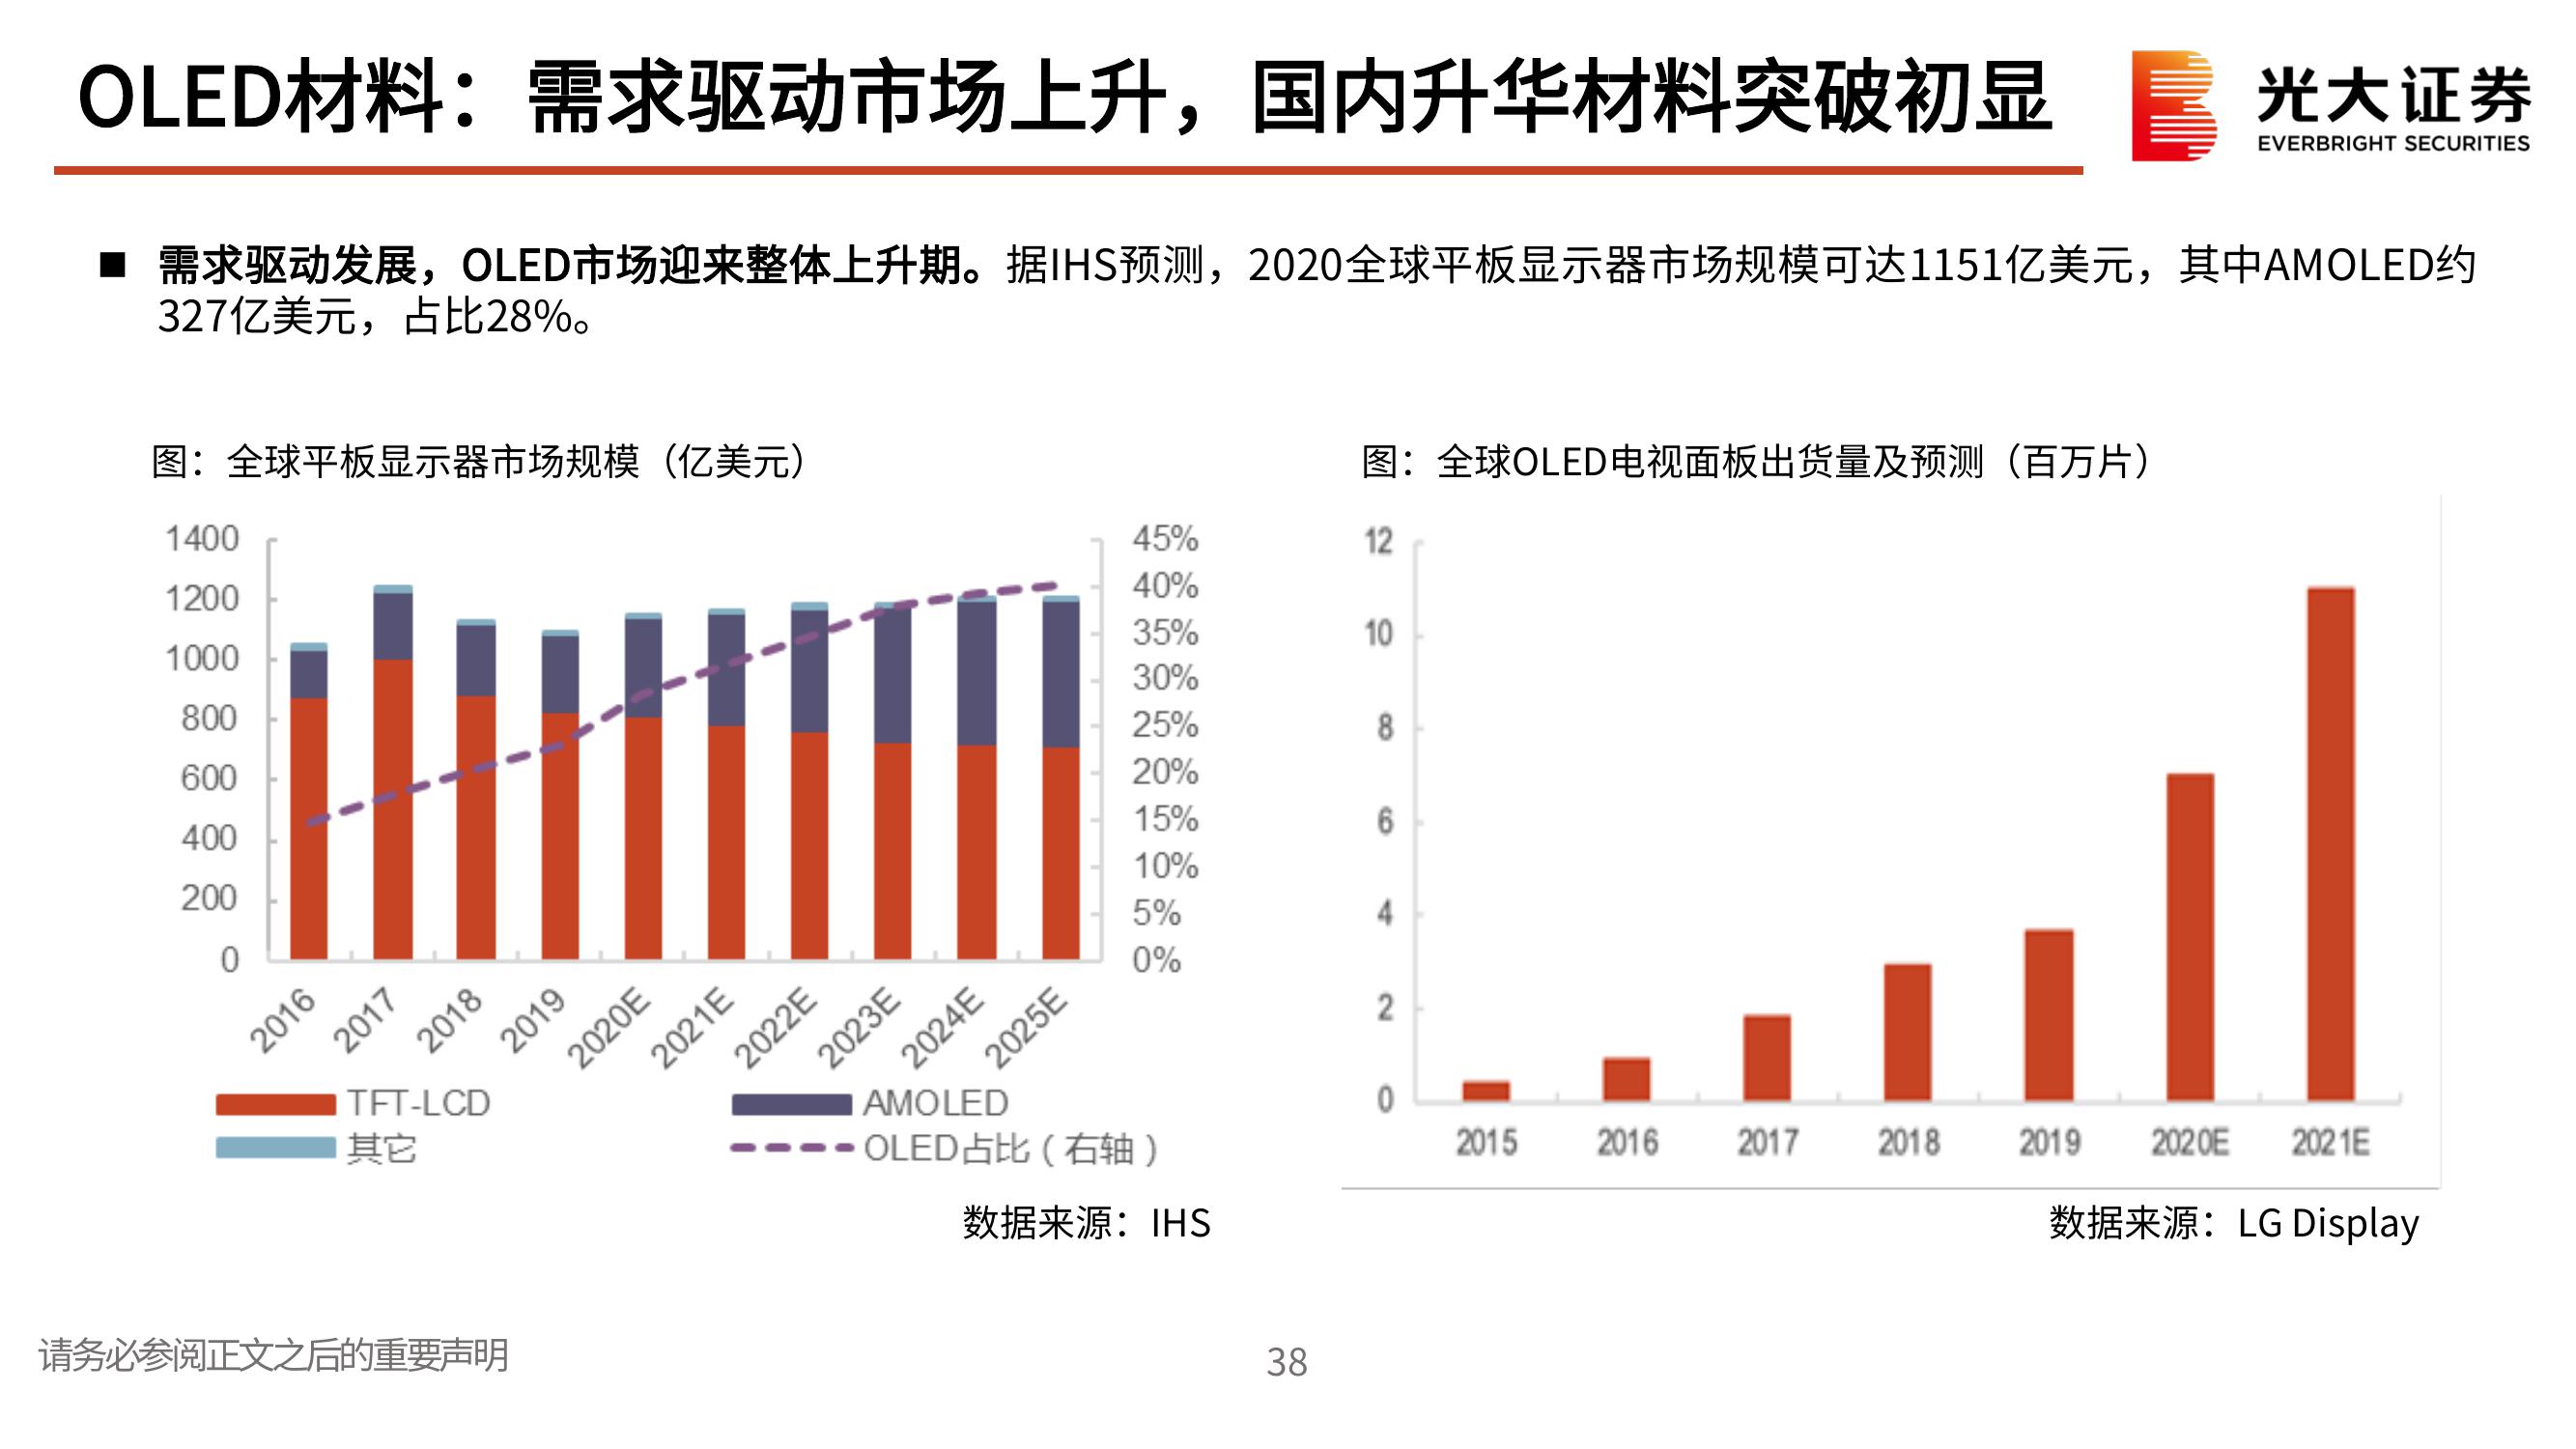 OLED材料：需求驱动市场上升，国内升华材料突破初显
光大证券
EVERBRIGHT SECURITIES
■ 需求驱动发展，OLED市场迎来整体上升期。据IHS预测，2020全球平板显示器市场规模可达1151亿美元，其中AMOLED约
327亿美元，占比28%。
图：全球平板显示器市场规模（亿美元）
1400
1200
1000
800
600
400
200
0
45%
40%
35%
30%
25%
20%
15%
10%
5%
0%
2016 2017 2018 2019 2020E 2021E 2022E 2023E 2024E 2025E
TFT-LCD AMOLED
其它 OLED占比（右轴）
数据来源：IHS
图：全球OLED电视面板出货量及预测（百万片）
12
10
8
6
4
2
0
2015 2016 2017 2018 2019 2020E 2021E
数据来源：LG Display
请务必参阅正文之后的重要声明
38